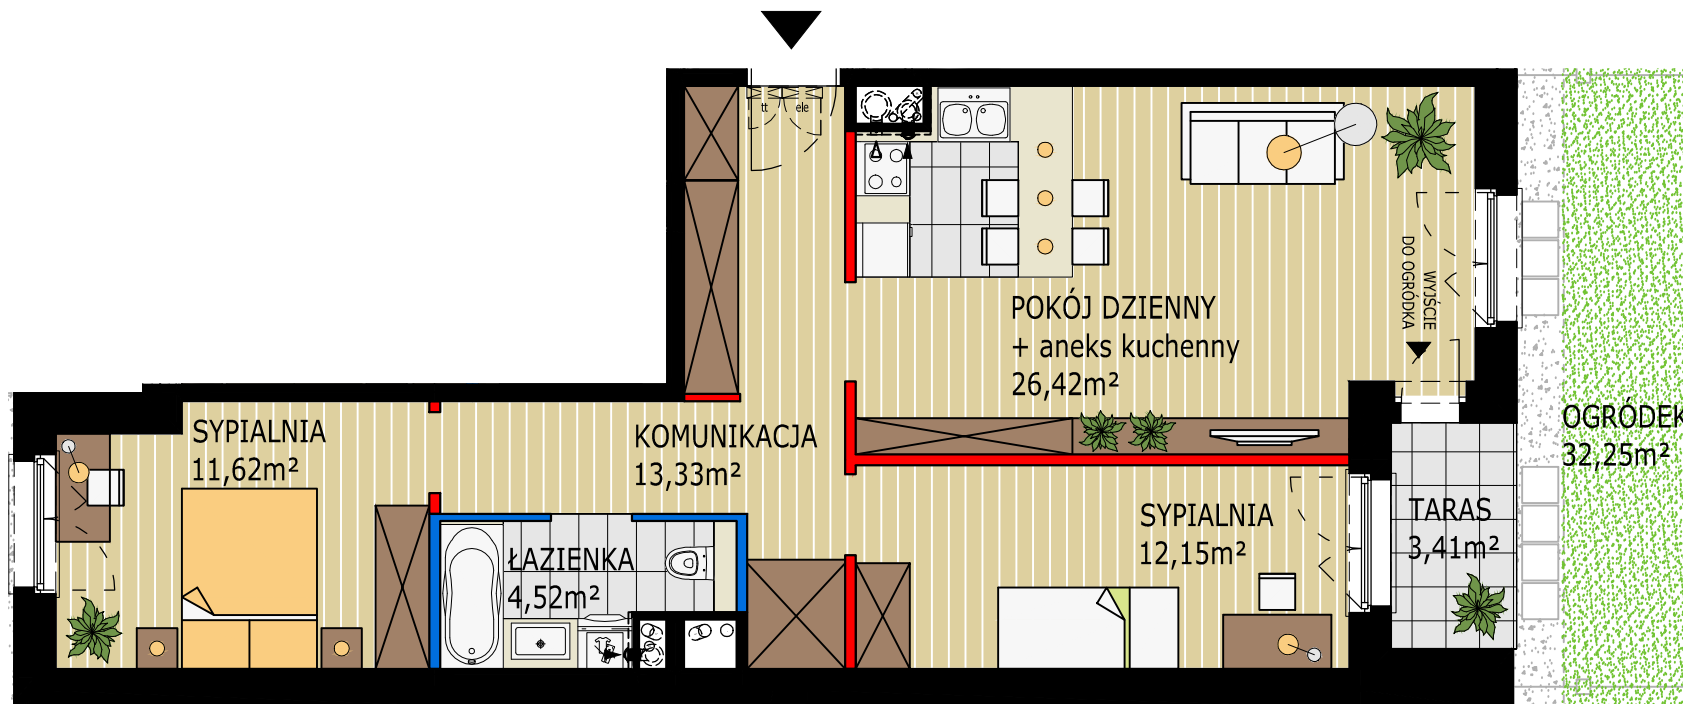 tt
ele
POKÓJ DZIENNY
+ aneks kuchenny
26,42m²
WYJŚCIE
DO OGRÓDKA
OGRÓDEK
32,25m²
SYPIALNIA
11,62m²
KOMUNIKACJA
13,33m²
ŁAZIENKA
4,52m²
SYPIALNIA
12,15m²
TARAS
3,41m²